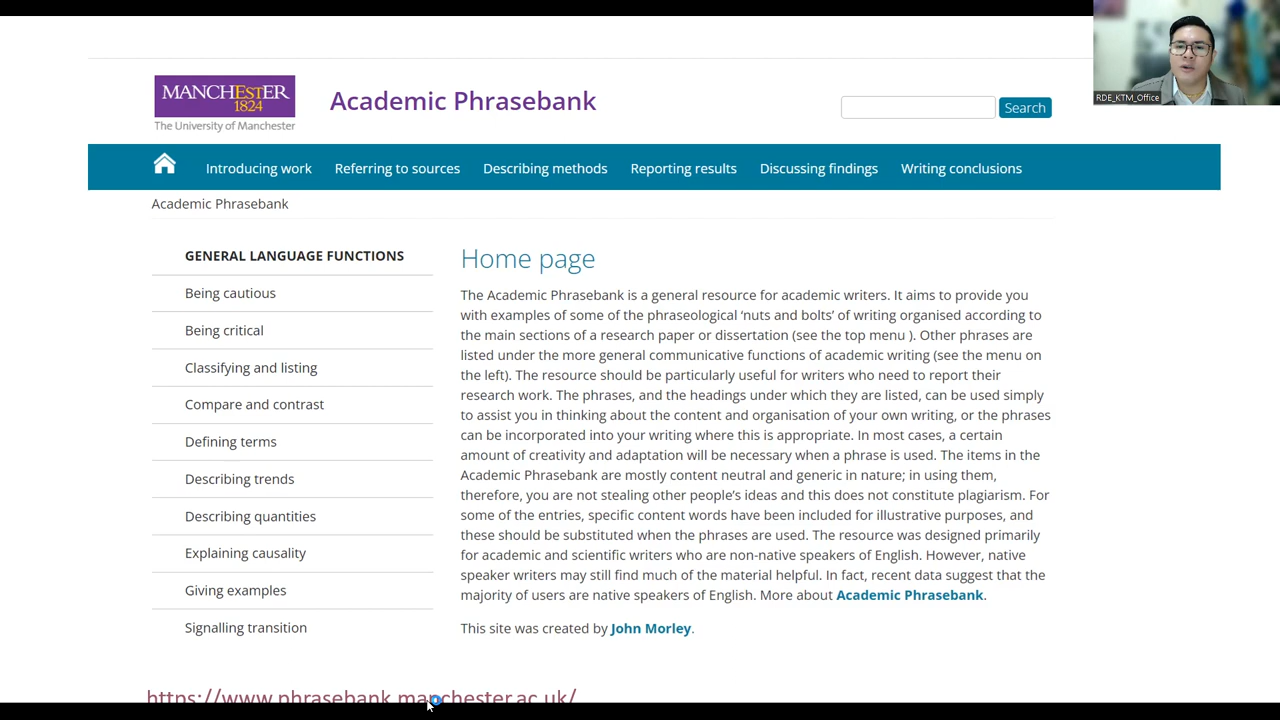 MANCHESTER
1824
The University of Manchester
Academic Phrasebank
Search
RDE_KTM_Office
Introducing work
Referring to sources
Describing methods
Reporting results
Discussing findings
Writing conclusions
Academic Phrasebank
GENERAL LANGUAGE FUNCTIONS
Being cautious
Being critical
Classifying and listing
Compare and contrast
Defining terms
Describing trends
Describing quantities
Explaining causality
Giving examples
Signalling transition
Home page
The Academic Phrasebank is a general resource for academic writers. It aims to provide you
with examples of some of the phraseological ‘nuts and bolts’ of writing organised according to
the main sections of a research paper or dissertation (see the top menu ). Other phrases are
listed under the more general communicative functions of academic writing (see the menu on
the left). The resource should be particularly useful for writers who need to report their
research work. The phrases, and the headings under which they are listed, can be used simply
to assist you in thinking about the content and organisation of your own writing, or the phrases
can be incorporated into your writing where this is appropriate. In most cases, a certain
amount of creativity and adaptation will be necessary when a phrase is used. The items in the
Academic Phrasebank are mostly content neutral and generic in nature; in using them,
therefore, you are not stealing other people’s ideas and this does not constitute plagiarism. For
some of the entries, specific content words have been included for illustrative purposes, and
these should be substituted when the phrases are used. The resource was designed primarily
for academic and scientific writers who are non-native speakers of English. However, native
speaker writers may still find much of the material helpful. In fact, recent data suggest that the
majority of users are native speakers of English. More about Academic Phrasebank.
This site was created by John Morley.
https://www.phrasebank.manchester.ac.uk/